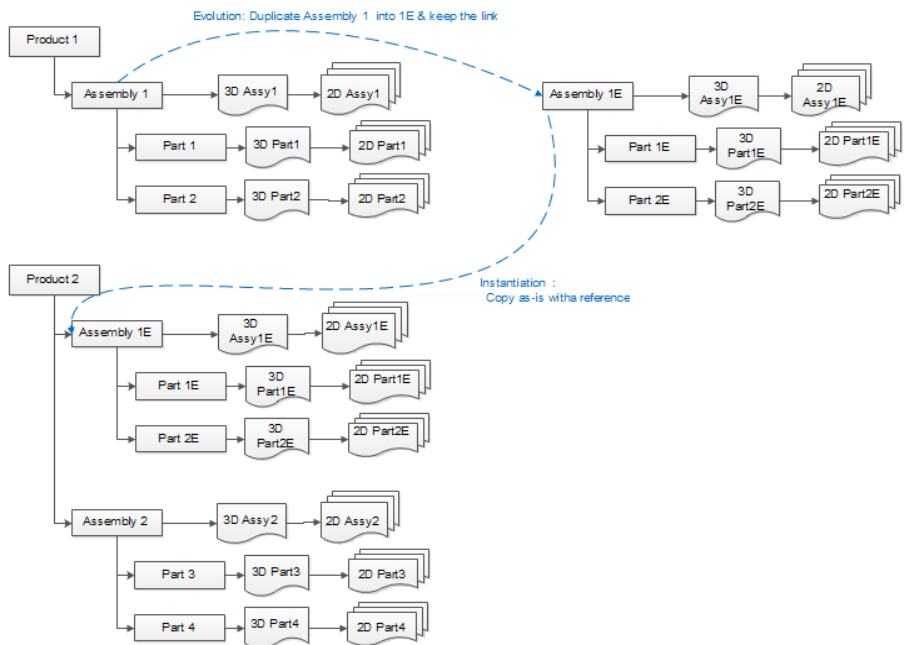 Evolution: Duplicate Assembly 1 into 1E & keep the link
Product 1
Assembly 1
3D Assy1
2D Assy1
Part 1
3D Part1
2D Part1
Part 2
3D Part2
2D Part2
Assembly 1E
3D
Assy1E
2D
Assy1E
Part 1E
3D
Part1E
2D Part1E
Part 2E
3D
Part2E
2D Part2E
Instantiation :
Copy as-is witha reference
Product 2
Assembly 1E
3D
Assy1E
2D Assy1E
Part 1E
3D
Part1E
2D Part1E
Part 2E
3D
Part2E
2D Part2E
Assembly 2
3D Assy2
2D Assy2
Part 3
3D Part3
2D Part3
Part 4
3D Part4
2D Part4